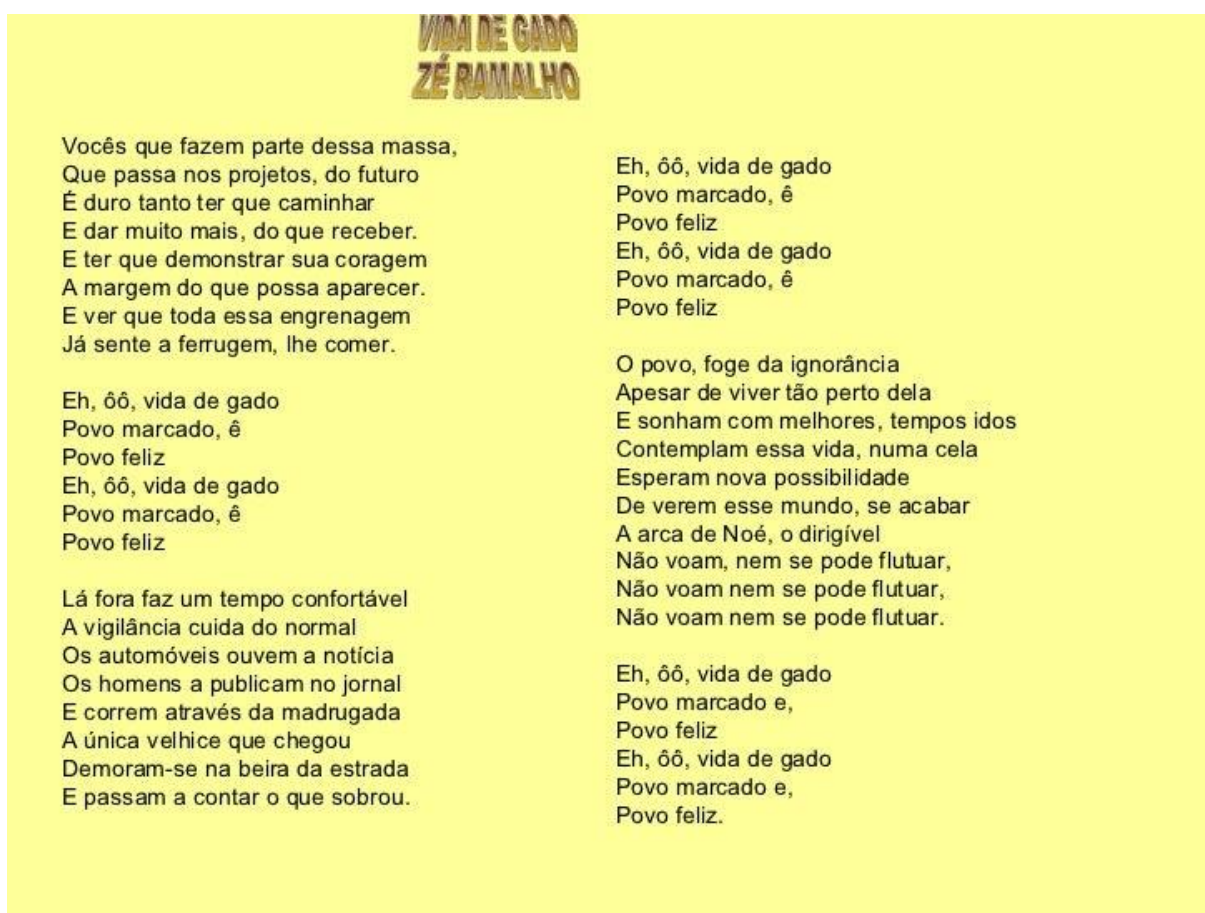 VIDA DE GADO
ZÉ RAMALHO
Vocês que fazem parte dessa massa,
Que passa nos projetos, do futuro
É duro tanto ter que caminhar
E dar muito mais, do que receber.
E ter que demonstrar sua coragem
A margem do que possa aparecer.
E ver que toda essa engrenagem
Já sente a ferrugem, lhe comer.
Eh, ôô, vida de gado
Povo marcado, ê
Povo feliz
Eh, ôô, vida de gado
Povo marcado, ê
Povo feliz
Lá fora faz um tempo confortável
A vigilância cuida do normal
Os automóveis ouvem a notícia
Os homens a publicam no jornal
E correm através da madrugada
A única velhice que chegou
Demoram-se na beira da estrada
E passam a contar o que sobrou.
Eh, ôô, vida de gado
Povo marcado, ê
Povo feliz
Eh, ôô, vida de gado
Povo marcado, ê
Povo feliz
O povo, foge da ignorância
Apesar de viver tão perto dela
E sonham com melhores, tempos idos
Contemplam essa vida, numa cela
Esperam nova possibilidade
De verem esse mundo, se acabar
A arca de Noé, o dirigível
Não voam, nem se pode flutuar,
Não voam nem se pode flutuar,
Não voam nem se pode flutuar.
Eh, ôô, vida de gado
Povo marcado e,
Povo feliz
Eh, ôô, vida de gado
Povo marcado e,
Povo feliz.